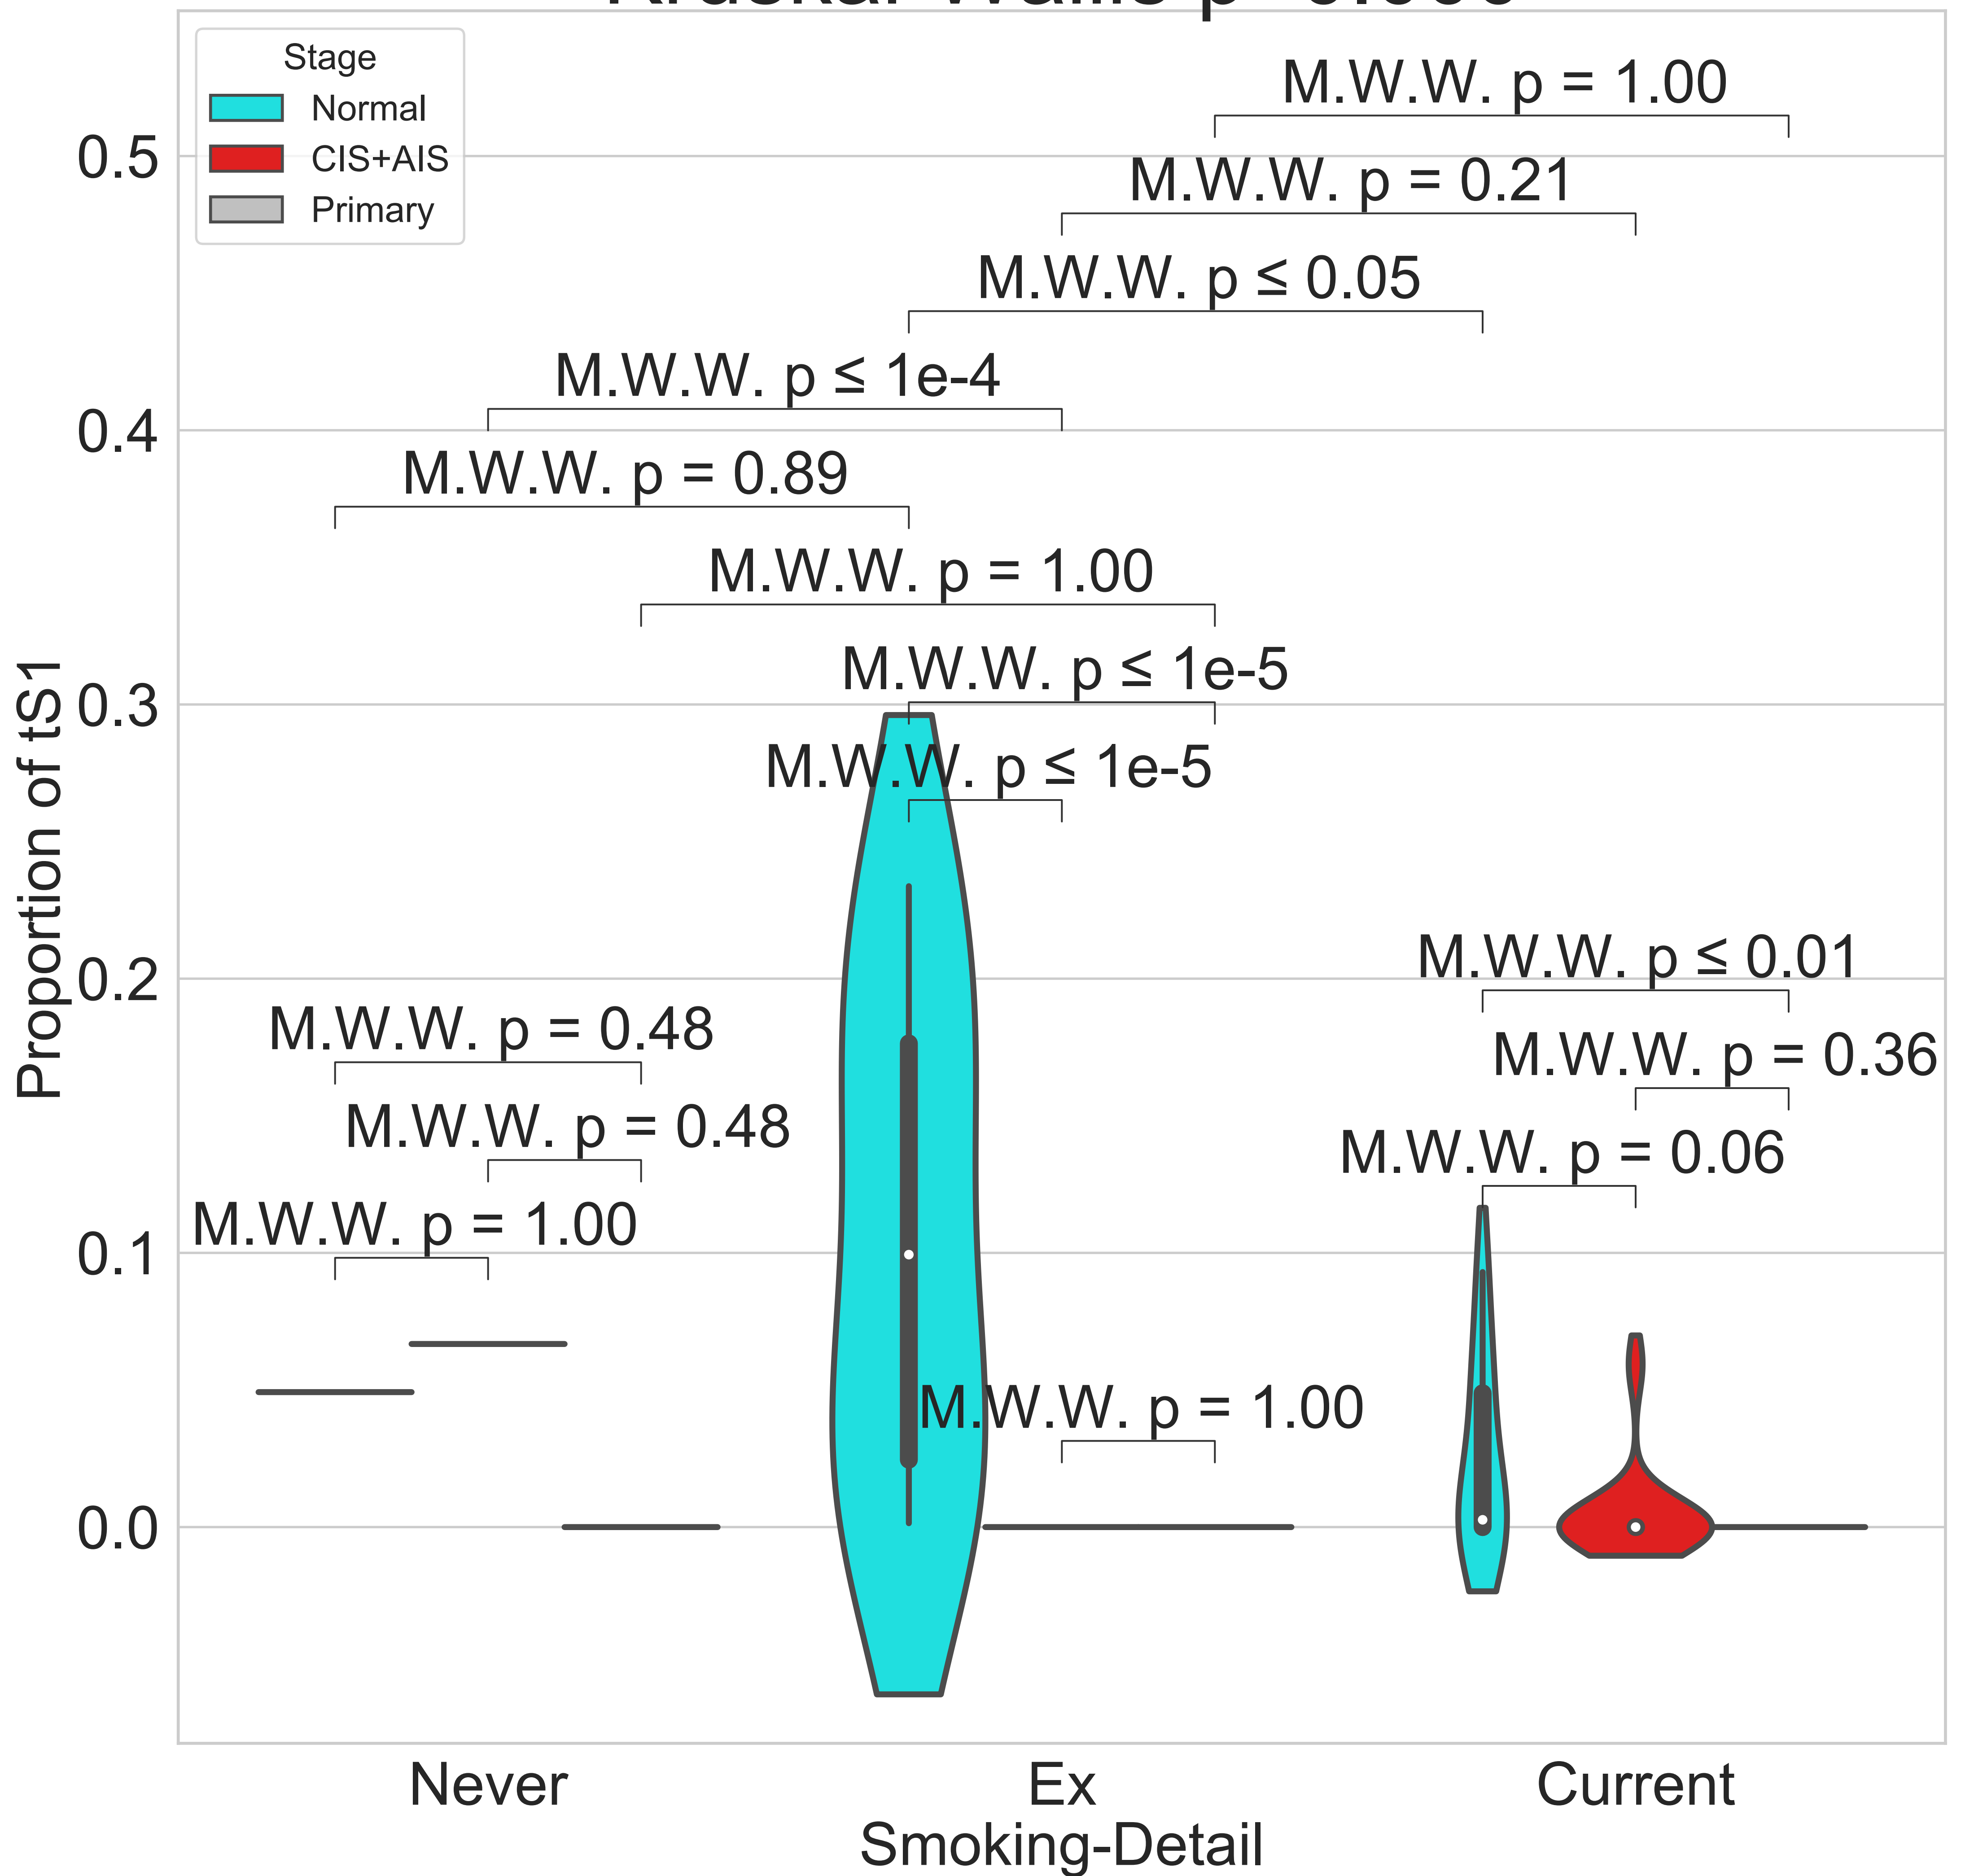 Stage
Normal
CIS+AIS
Primary
M.W.W. p = 1.00
M.W.W. p = 0.21
M.W.W. p ≤ 0.05
M.W.W. p ≤ 1e-4
M.W.W. p = 0.89
M.W.W. p = 1.00
M.W.W. p ≤ 1e-5
M.W.W. p ≤ 1e-5
M.W.W. p ≤ 0.01
M.W.W. p = 0.48
M.W.W. p = 0.36
M.W.W. p = 0.48
M.W.W. p = 0.06
M.W.W. p = 1.00
M.W.W. p = 1.00
0.5
0.4
0.3
0.2
0.1
0.0
Proportion of tS1
Never
Ex
Current
Smoking-Detail